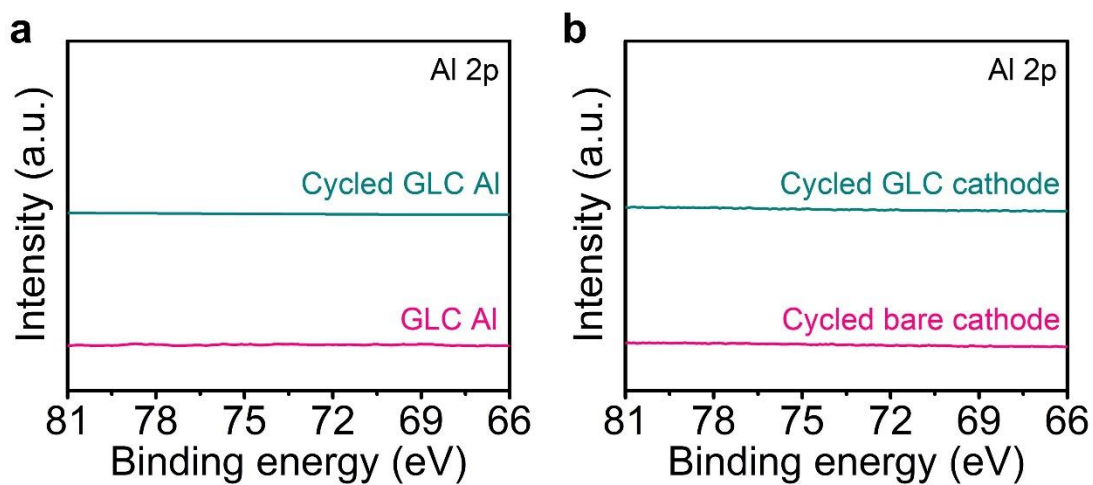 a
Al 2p
Cycled GLC Al
GLC Al
Intensity (a.u.)
81 78 75 72 69 66
Binding energy (eV)
b
Al 2p
Cycled GLC cathode
Cycled bare cathode
Intensity (a.u.)
81 78 75 72 69 66
Binding energy (eV)